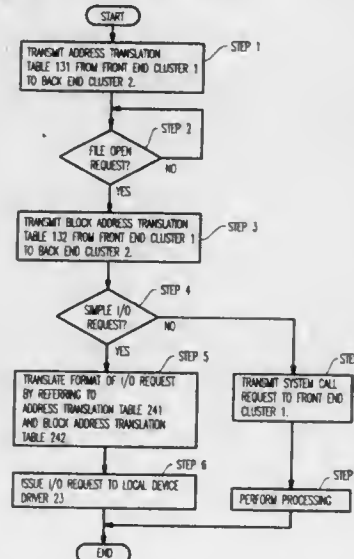 START
STEP 1
TRANSMIT ADDRESS TRANSLATION
TABLE 131 FROM FRONT END CLUSTER 1
TO BACK END CLUSTER 2.
STEP 2
FILE OPEN
REQUEST?
NO
YES
STEP 3
TRANSMIT BLOCK ADDRESS TRANSLATION
TABLE 132 FROM FRONT END CLUSTER 1
TO BACK END CLUSTER 2.
STEP 4
SIMPLE I/O
REQUEST?
NO
YES
STEP 5
TRANSLATE FORMAT OF I/O REQUEST
BY REFERRING TO
ADDRESS TRANSLATION TABLE 241
AND BLOCK ADDRESS TRANSLATION
TABLE 242
STE
TRANSMIT SYSTEM CALL
REQUEST TO FRONT END
CLUSTER 1.
STEP 6
ISSUE I/O REQUEST TO LOCAL DEVICE
DRIVER 23
STEP
PERFORM PROCESSING
END